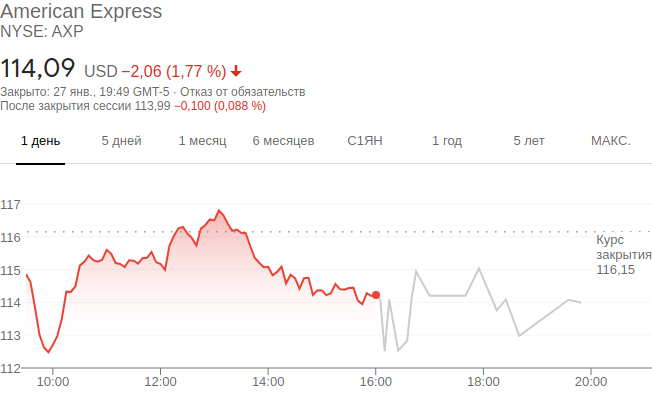 American Express
NYSE: AXP
114,09 USD −2,06 (1,77 %)
Закрыто: 27 янв., 19:49 GMT-5 · Отказ от обязательств
После закрытия сессии 113,99 −0,100 (0,088 %)
1 день 5 дней 1 месяц 6 месяцев С1ЯН 1 год 5 лет МАКС.
117
116
Курс
закрытия
115
116,15
114
113
112
10:00 12:00 14:00 16:00 18:00 20:00